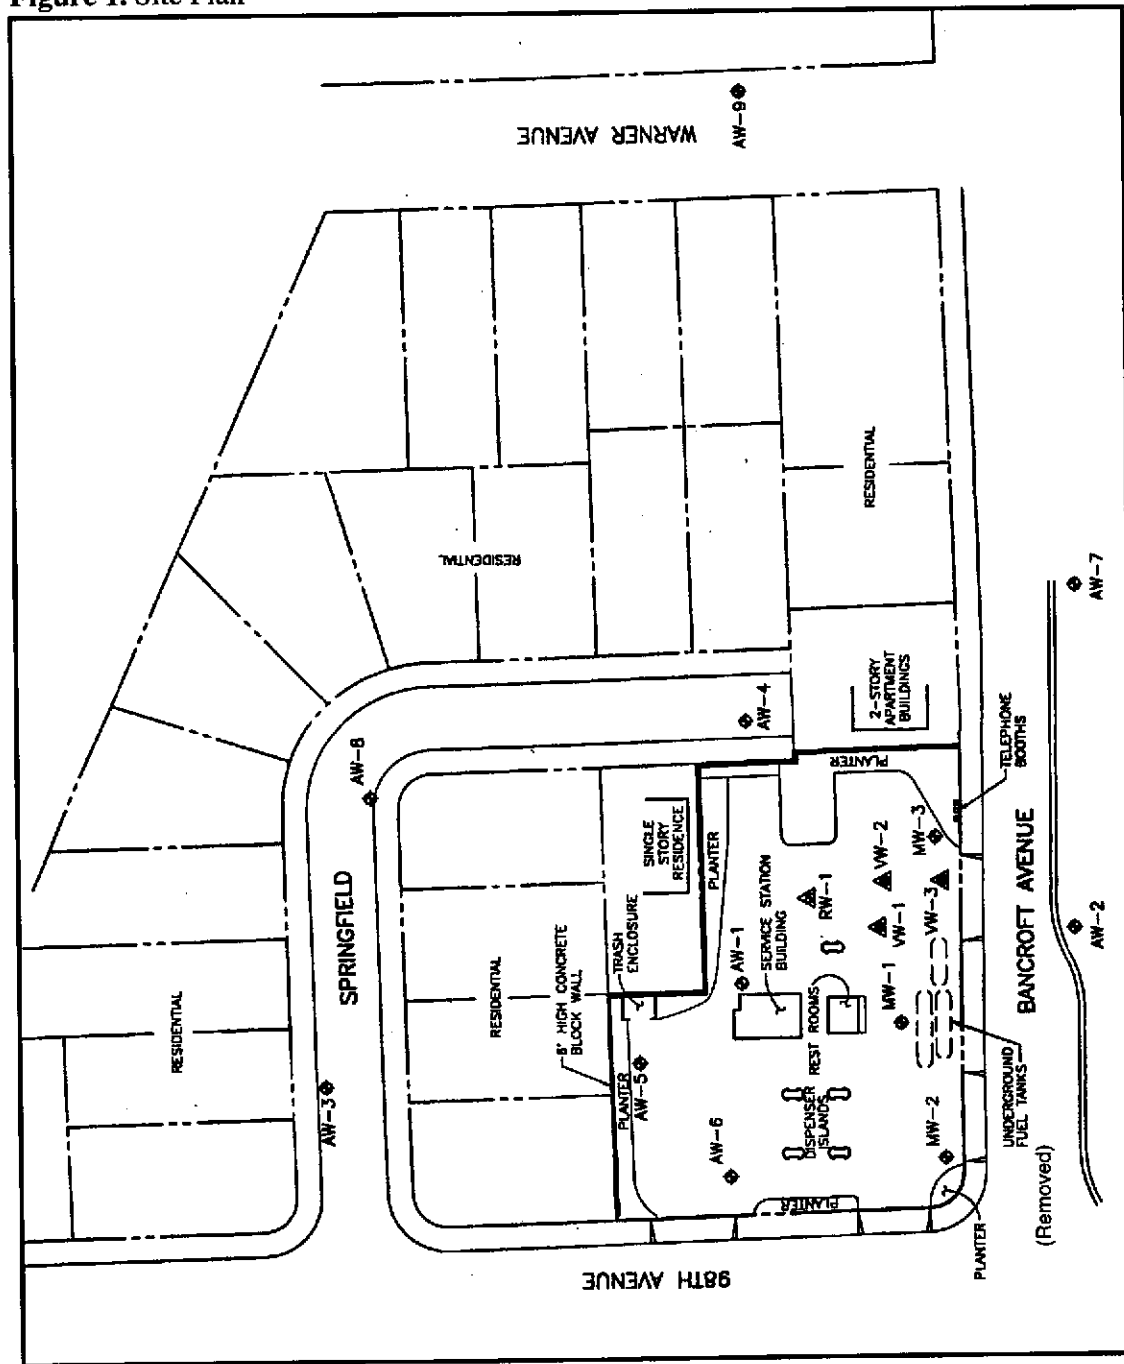 Figure 1. Site Plan
WARNER AVENUE
AW-9
RESIDENTIAL
RESIDENTIAL
AW-7
AW-8
AW-4
2-STORY
APARTMENT
BUILDINGS
TELEPHONE
BOOTHS
SPRINGFIELD
SINGLE
STORY
RESIDENCE
PLANTER
PLANTER
MW-3
VW-2
RW-1
VW-1
VW-3
BANCROFT AVENUE
AW-2
TRASH
ENCLOSURE
AW-1
SERVICE STATION
BUILDING
6' HIGH CONCRETE
BLOCK WALL
RESIDENTIAL
RESIDENTIAL
REST ROOMS
MW-1
AW-3
PLANTER
AW-5
DISPENSER
ISLANDS
AW-6
MW-2
UNDERGROUND
FUEL TANKS
(Removed)
PLANTER
PLANTER
98TH AVENUE